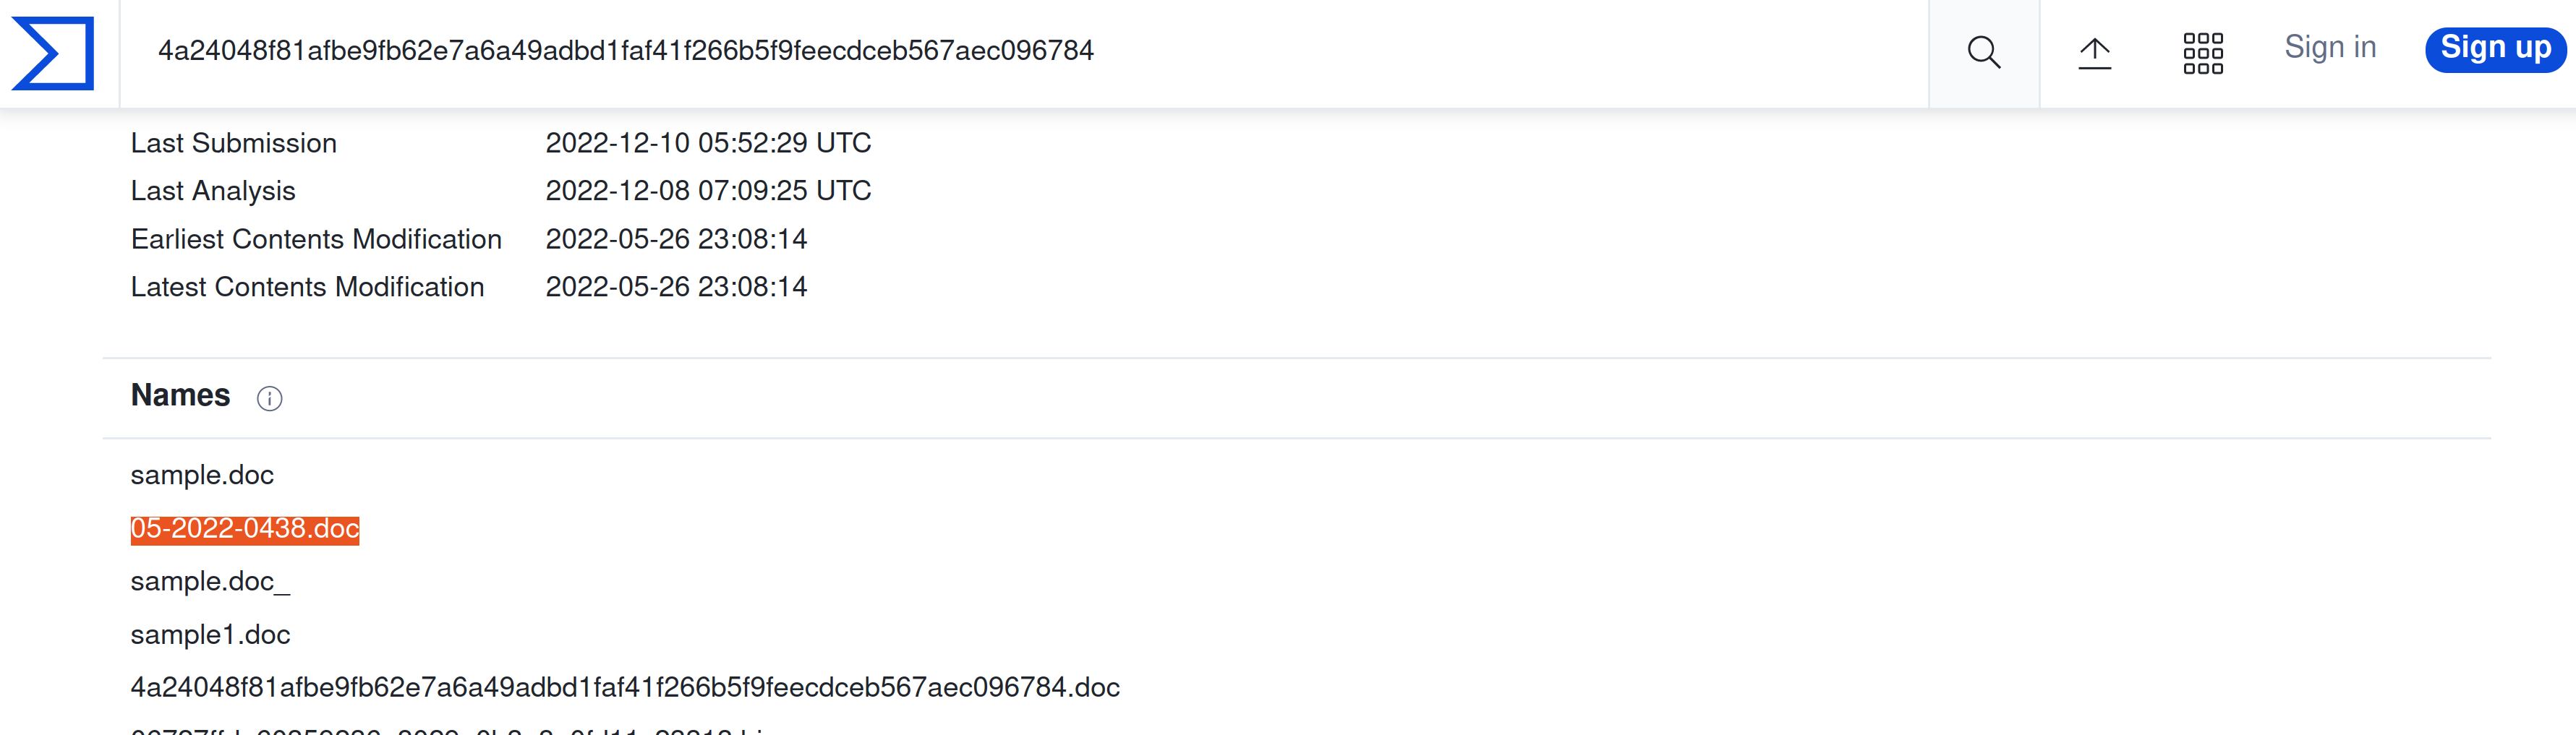 4a24048f81afbe9fb62e7a6a49adbd1faf41f266b5f9feecdceb567aec096784
Sign in
Sign up
Last Submission 2022-12-10 05:52:29 UTC
Last Analysis 2022-12-08 07:09:25 UTC
Earliest Contents Modification 2022-05-26 23:08:14
Latest Contents Modification 2022-05-26 23:08:14
Names
sample.doc
05-2022-0438.doc
sample.doc_
sample1.doc
4a24048f81afbe9fb62e7a6a49adbd1faf41f266b5f9feecdceb567aec096784.doc